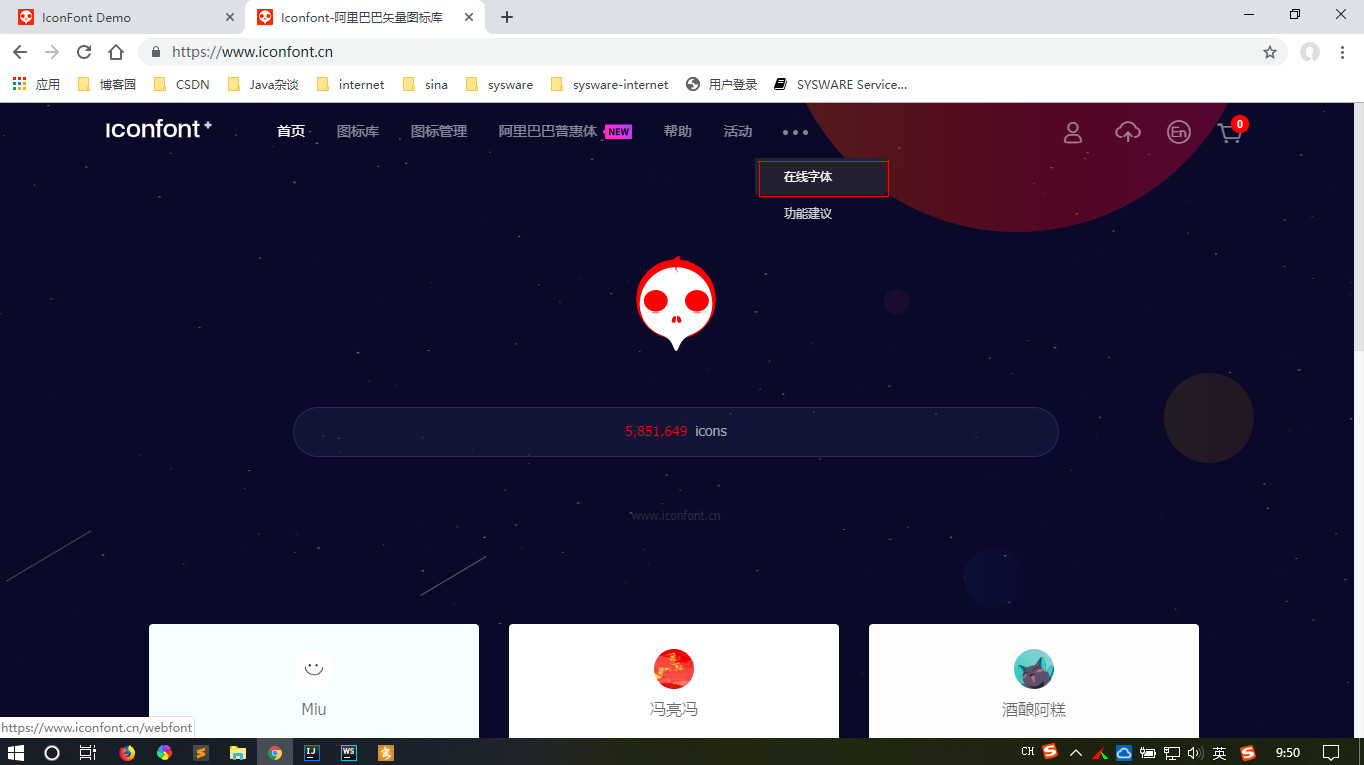 IconFont Demo
Iconfont-阿里巴巴矢量图标库
https://www.iconfont.cn
应用 博客园 CSDN Java杂谈 internet sina sysware sysware-internet 用户登录 SYSWARE Service...
iconfont+ 首页 图标库 图标管理 阿里巴巴普惠体 NEW 帮助 活动 En 0
在线字体
功能建议
5,851,649 icons
www.iconfont.cn
Miu 冯亮冯 酒酿阿糕
https://www.iconfont.cn/webfont
IJ WS CH 英 9:50